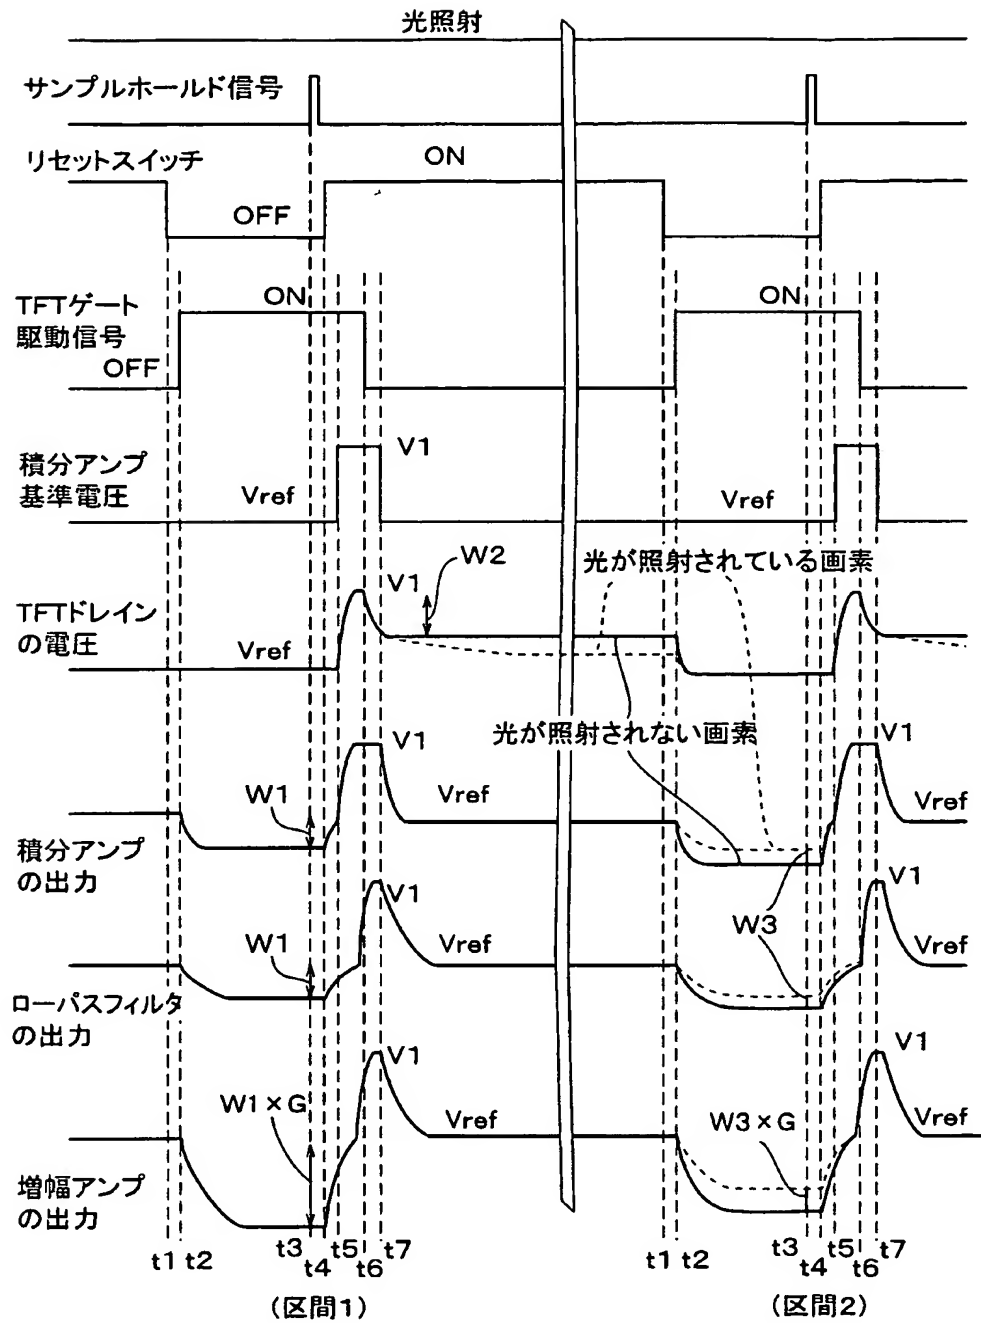 光照射
サンプルホールド信号
リセットスイッチ
ON
OFF
TFTゲート
駆動信号
ON
ON
OFF
積分アンプ
基準電圧
Vref
V1
Vref
W2
光が照射されている画素
TFTドレイン
の電圧
V1
Vref
光が照射されない画素
V1
V1
W1
Vref
Vref
積分アンプ
の出力
V1
V1
W1
Vref
W3
Vref
ローパスフィルタ
の出力
V1
V1
W1×G
Vref
W3×G
Vref
増幅アンプ
の出力
t1 t2 t3 t4 t5 t6 t7
t1 t2 t3 t4 t5 t6 t7
(区間1)
(区間2)